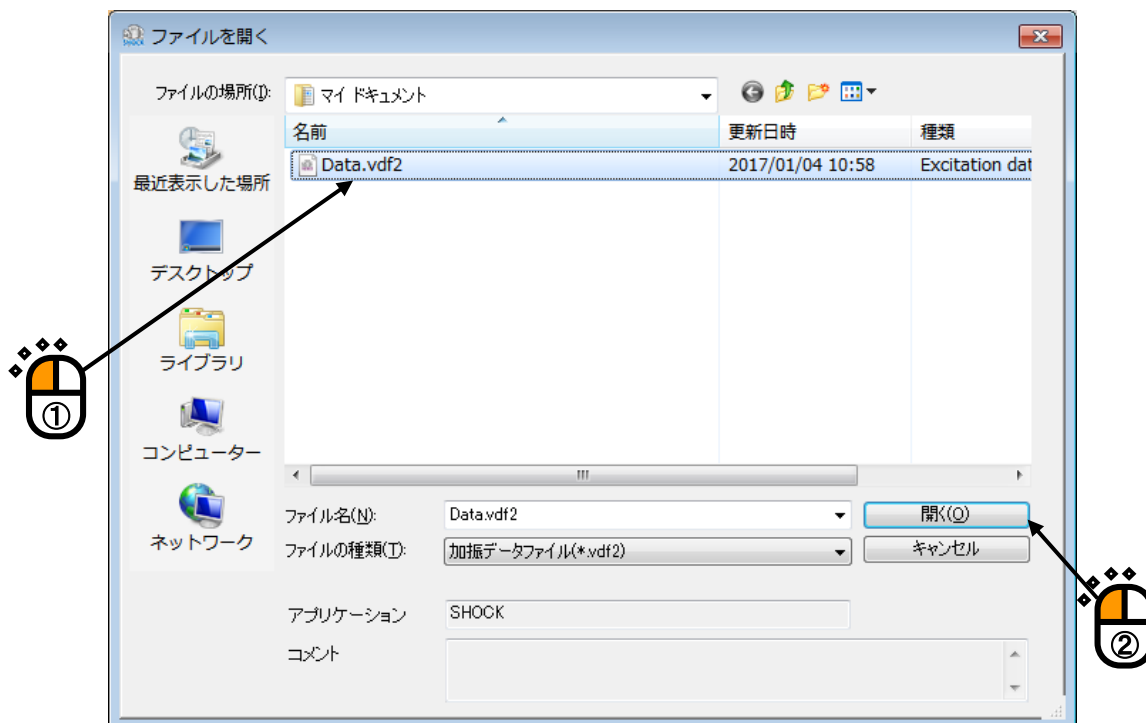 ファイルを開く
SHOCK
ファイルの場所(I):
マイ ドキュメント
名前
更新日時
種類
Data.vdf2
2017/01/04 10:58
Excitation dat
最近表示した場所
デスクトップ
ライブラリ
①
コンピューター
ネットワーク
ファイル名(N):
Data.vdf2
開く(O)
ファイルの種類(T):
加振データファイル(*.vdf2)
キャンセル
アプリケーション
SHOCK
コメント
②